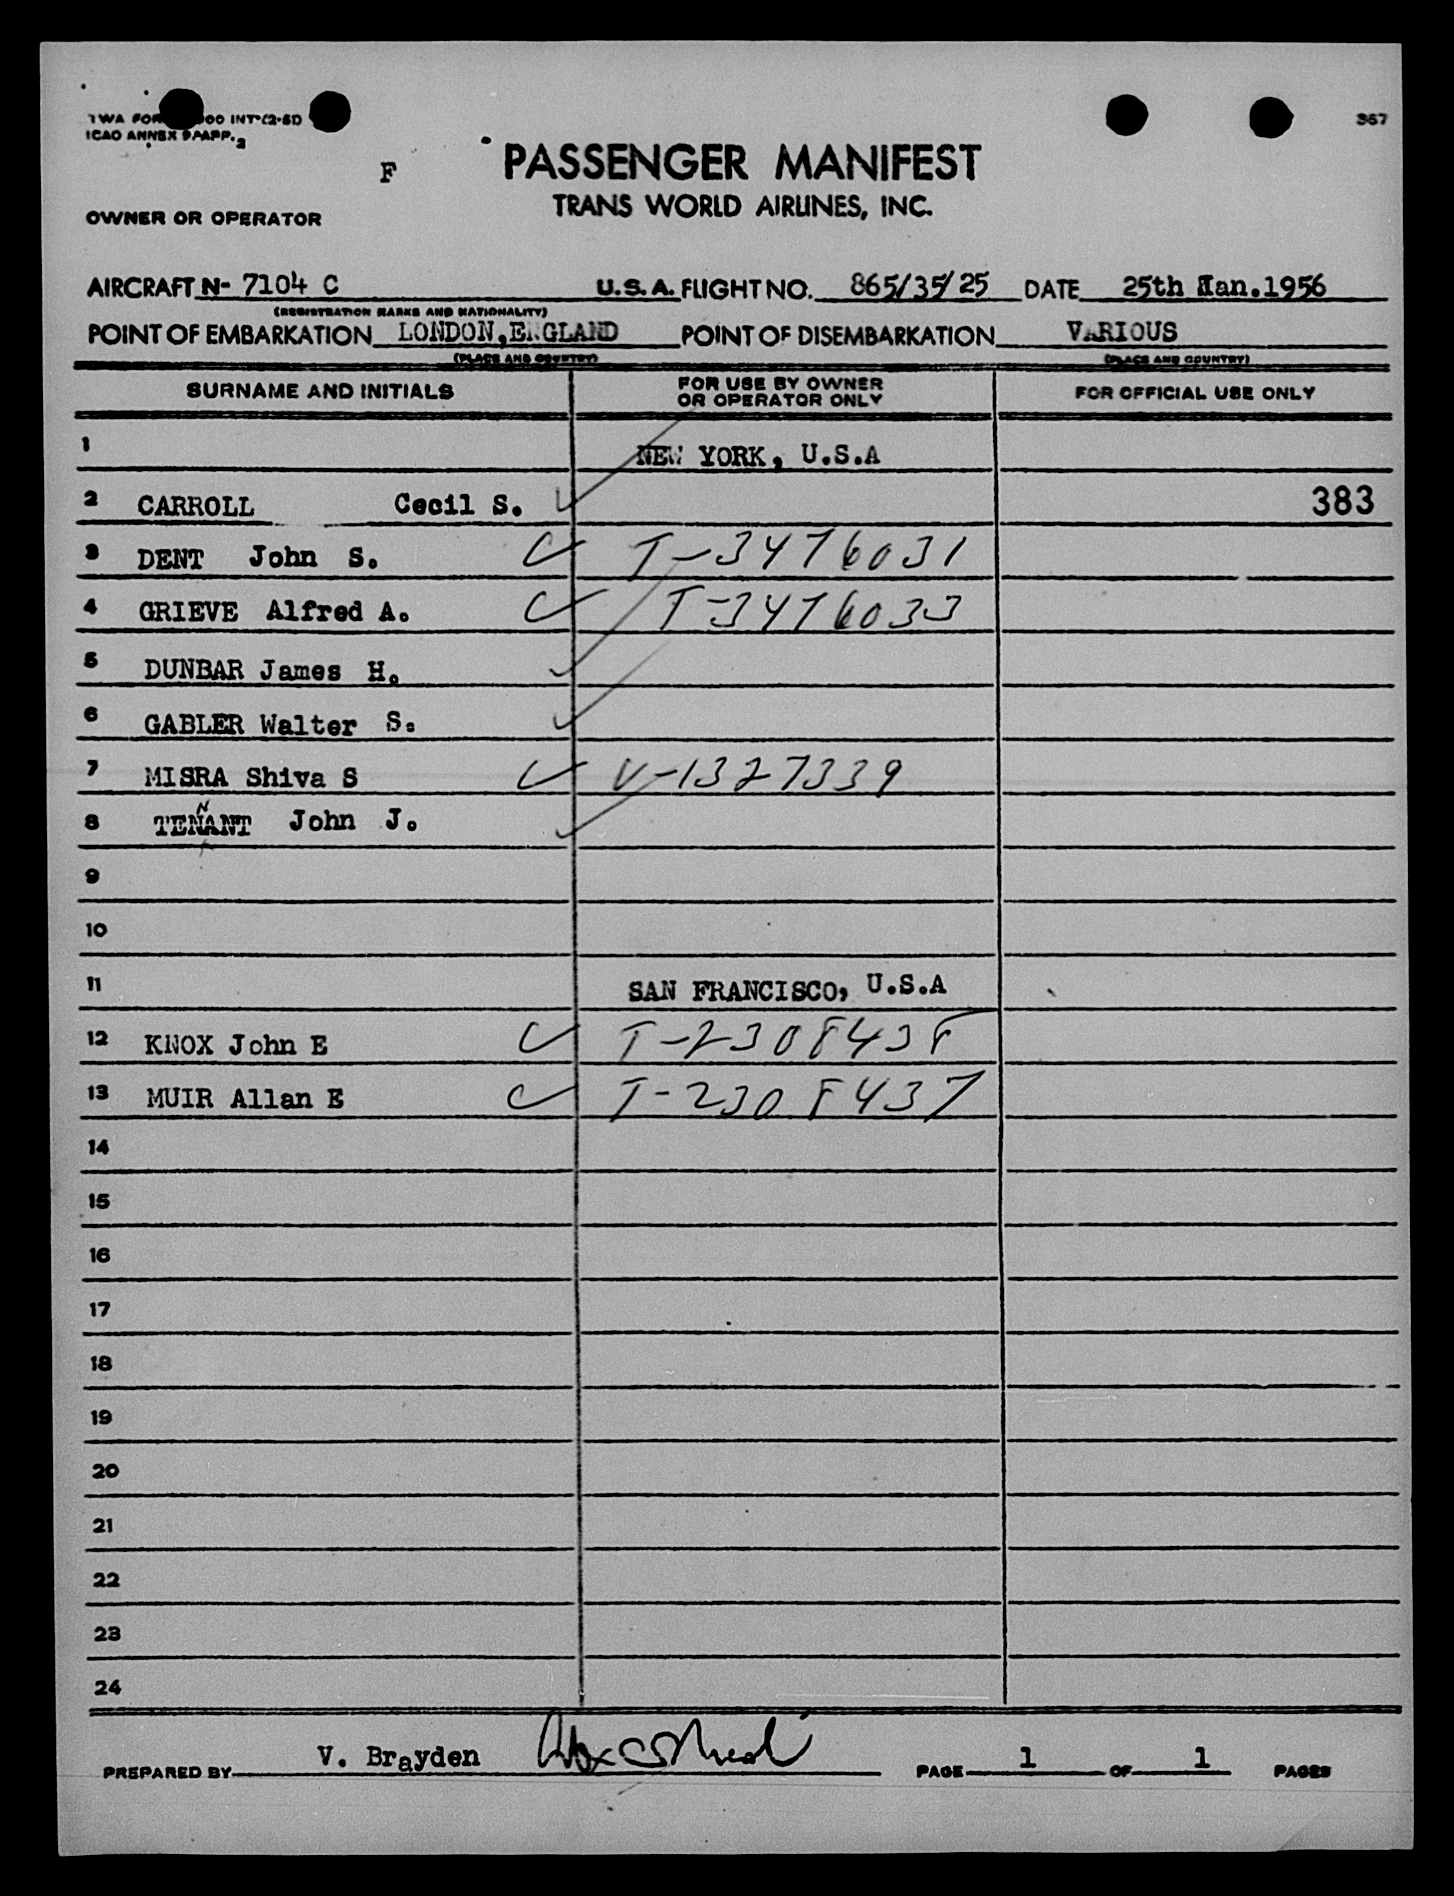 TWA FOR 00 INT'(2-5D
367
ICAO ANNEX 9 APP. 2
F
PASSENGER MANIFEST
TRANS WORLD AIRLINES, INC.
OWNER OR OPERATOR
AIRCRAFT N- 7104 C U.S.A. FLIGHT NO. 865/35/25 DATE 25th Jan.1956
(REGISTRATION MARKS AND NATIONALITY)
POINT OF EMBARKATION LONDON, ENGLAND POINT OF DISEMBARKATION VARIOUS
(PLACE AND COUNTRY) (PLACE AND COUNTRY)
SURNAME AND INITIALS FOR USE BY OWNER OR OPERATOR ONLY FOR OFFICIAL USE ONLY
1 NEW YORK, U.S.A
2 CARROLL Cecil S. 383
3 DENT John S. T-3476031
4 GRIEVE Alfred A. T-3476033
5 DUNBAR James H.
6 GABLER Walter S.
7 MISRA Shiva S V-1327339
N
8 TENANT John J.
9
10
11 SAN FRANCISCO, U.S.A
12 KNOX John E T-2308438
13 MUIR Allan E T-2308437
14
15
16
17
18
19
20
21
22
23
24
PREPARED BY V. Brayden PAGE 1 OF 1 PAGES